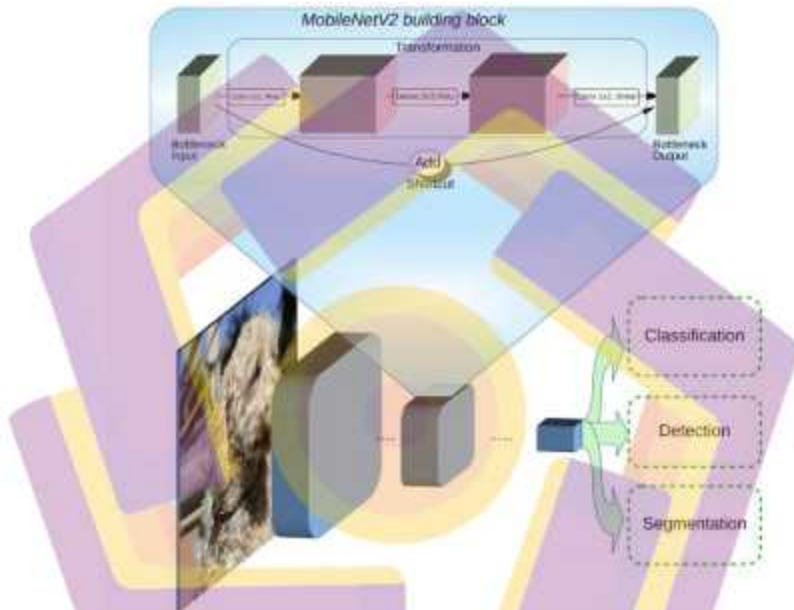 MobileNetV2 building block
Transformation
Bottleneck
Input
Bottleneck
Output
Add
Shortcut
Classification
Detection
Segmentation